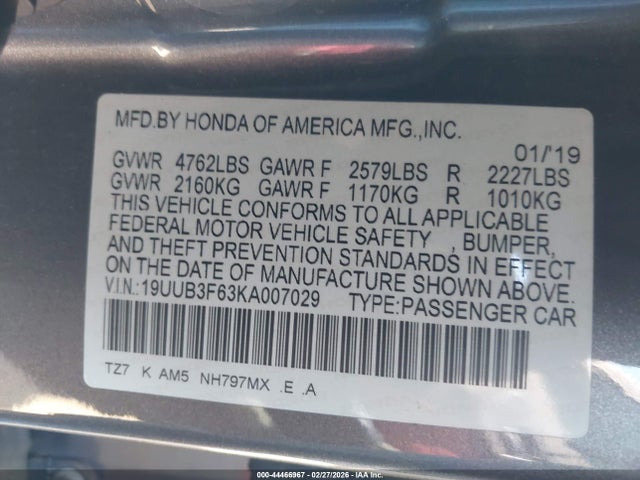 MFD.BY HONDA OF AMERICA MFG.,INC.
01/'19
GVWR 4762LBS GAWR F 2579LBS R 2227LBS
GVWR 2160KG GAWR F 1170KG R 1010KG
THIS VEHICLE CONFORMS TO ALL APPLICABLE
FEDERAL MOTOR VEHICLE SAFETY , BUMPER,
AND THEFT PREVENTION STANDARDS IN EFFECT
ON THE DATE OF MANUFACTURE SHOWN ABOVE.
V.I.N.:19UUB3F63KA007029 TYPE:PASSENGER CAR
TZ7 K AM5 NH797MX .E .A
000-44466967 - 02/27/2026 - IAAI.COM